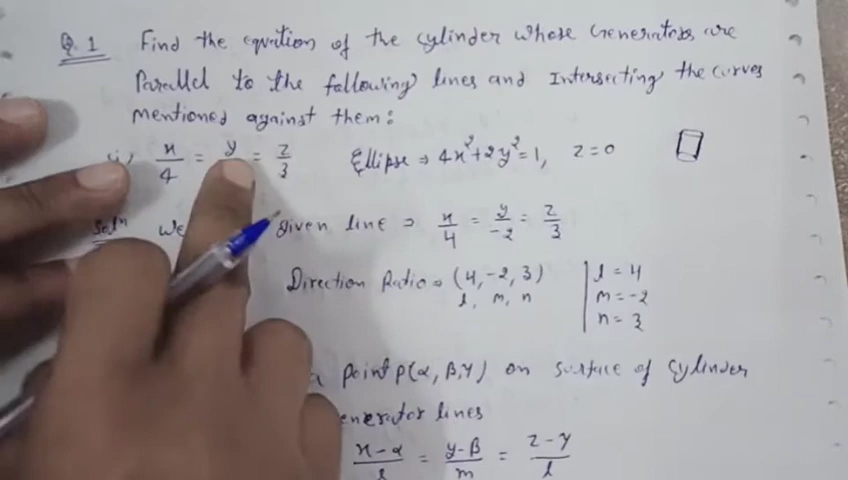 Q.1 Find the equation of the cylinder whose Generators are
Parallel to the following lines and Intersecting the curves
mentioned against them:
x/4 = y = z/3 Ellipse ⇒ 4x²+2y²=1, z=0
Solⁿ We given line ⇒ x/4 = y/-2 = z/3
Direction Ratio ⇒ (4,-2,3) l = 4
l, m, n m = -2
n = 3
point P(α, β, γ) on surface of cylinder
generator lines
x-α/l = y-β/m = z-γ/l